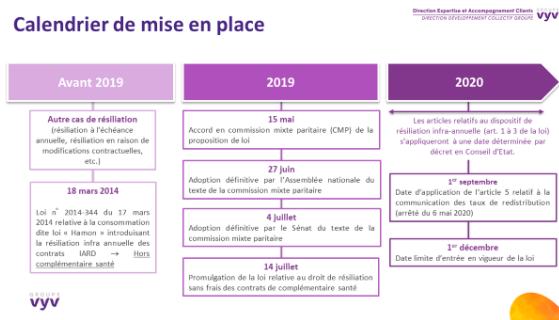 Calendrier de mise en place
Direction Expertise et Accompagnement Clients
DIRECTION DÉVELOPPEMENT COLLECTIF GROUPE
GROUPE
vyv
Avant 2019
Autre cas de résiliation
(résiliation à l'échéance
annuelle, résiliation en raison de
modifications contractuelles,
etc.)
18 mars 2014
Loi n° 2014-344 du 17 mars
2014 relative à la consommation
dite loi « Hamon » introduisant
la résiliation infra annuelle des
contrats IARD → Hors
complémentaire santé
2019
15 mai
Accord en commission mixte paritaire (CMP) de la
proposition de loi
27 juin
Adoption définitive par l'Assemblée nationale du
texte de la commission mixte paritaire
4 juillet
Adoption définitive par le Sénat du texte de la
commission mixte paritaire
14 juillet
Promulgation de la loi relative au droit de résiliation
sans frais des contrats de complémentaire santé
2020
Les articles relatifs au dispositif de
résiliation infra-annuelle (art. 1 à 3 de la loi)
s'appliqueront à une date déterminée par
décret en Conseil d'Etat.
1er septembre
Date d'application de l'article 5 relatif à la
communication des taux de redistribution
(arrêté du 6 mai 2020)
1er décembre
Date limite d'entrée en vigueur de la loi
GROUPE
vyv